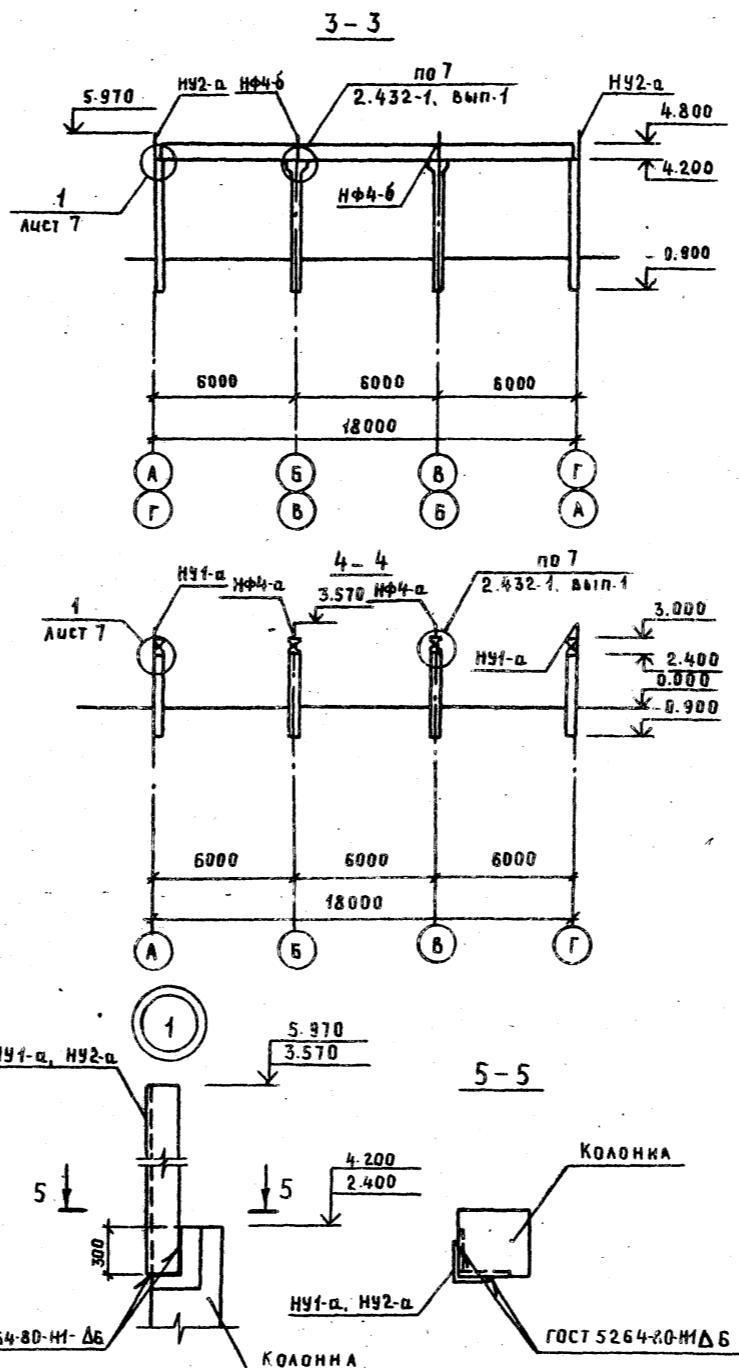 3-3
НУ2-а НФ4-б
по 7
2.432-1, вып.1
НУ2-а
5.970
4.800
4.200
НФ4-б
1
Лист 7
0.900
6000 6000 6000
18000
А Б В Г
Г В Б А
4-4
НУ1-а НФ4-а 3.570 НФ4-а
по 7
2.432-1, вып.1
1
Лист 7
3.000
НУ1-а
2.400
0.000
-0.900
6000 6000 6000
18000
А Б В Г
1
НУ1-а, НУ2-а
5.970
3.570
5-5
5 5
4.200
2.400
Колонка
300
НУ1-а, НУ2-а
64-80-Н1-Δ6
ГОСТ 5264-80-Н1 Δ6
Колонна